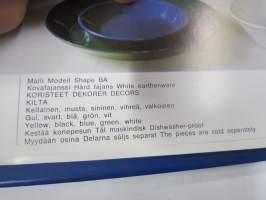 Malli Modell Shape BA
Kovafajanssi Hård fajans White earthenware
KORISTEET DEKORER DECORS
KILTA
Keltainen, musta, sininen, vihreä, valkoinen
Gul, svart, blå, grön, vit
Yellow, black, blue, green, white
Kestää konepesun Tål maskindisk Dishwasher-proof
Myydään osina Delarna säljs separat The pieces are sold separately